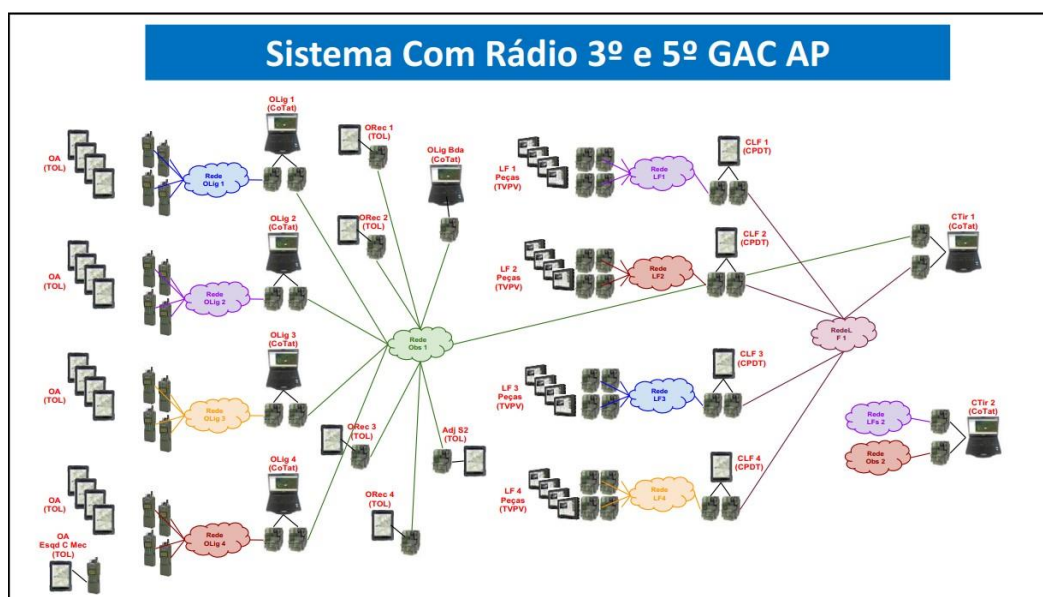 Sistema Com Rádio 3º e 5º GAC AP
OA
(TOL)
Rede
OLig 1
OLig 1
(CoTat)
ORec 1
(TOL)
OLig Bda
(CoTat)
ORec 2
(TOL)
OA
(TOL)
Rede
OLig 2
OLig 2
(CoTat)
Rede
Obs 1
OA
(TOL)
Rede
OLig 3
OLig 3
(CoTat)
ORec 3
(TOL)
Adj S2
(TOL)
OA
(TOL)
Rede
OLig 4
OLig 4
(CoTat)
ORec 4
(TOL)
OA
Esqd C Mec
(TOL)
LF 1
Peças
(TVPV)
Rede
LF1
CLF 1
(CPDT)
LF 2
Peças
(TVPV)
Rede
LF2
CLF 2
(CPDT)
CTir 1
(CoTat)
RedeL
F 1
LF 3
Peças
(TVPV)
Rede
LF3
CLF 3
(CPDT)
Rede
LFs 2
CTir 2
(CoTat)
Rede
Obs 2
LF 4
Peças
(TVPV)
Rede
LF4
CLF 4
(CPDT)